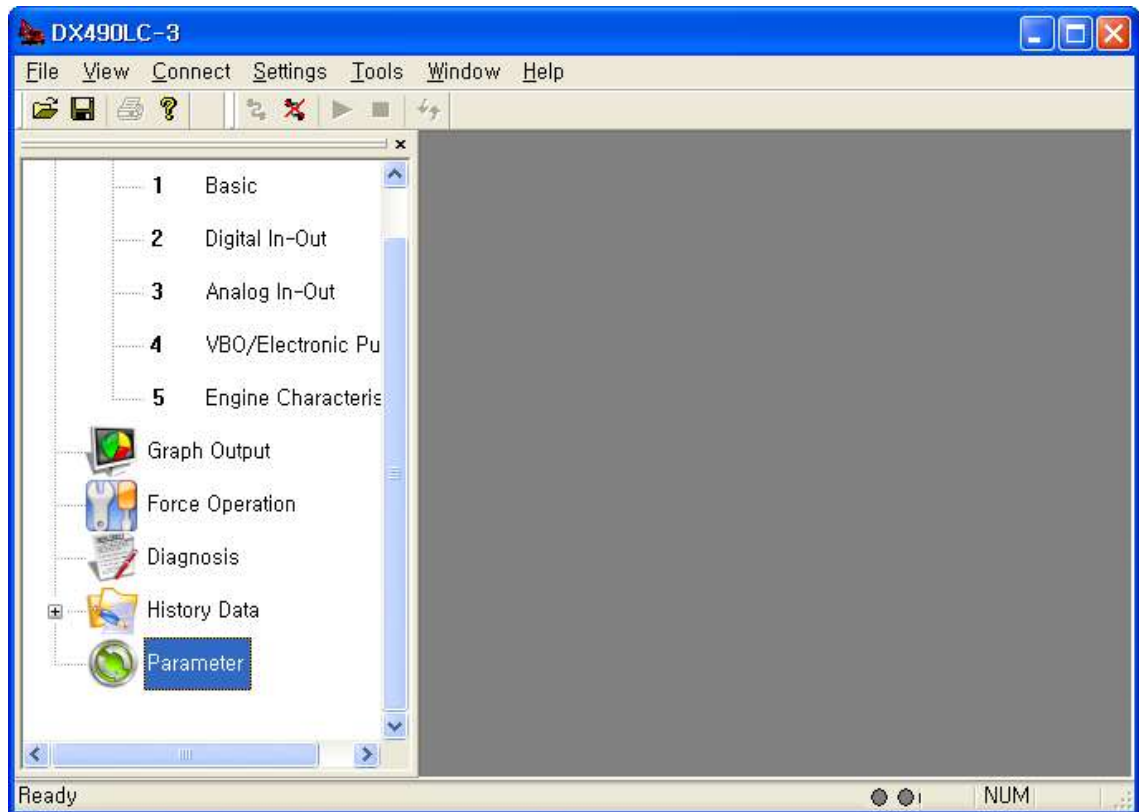 DX490LC-3
File View Connect Settings Tools Window Help
1 Basic
2 Digital In-Out
3 Analog In-Out
4 VBO/Electronic Pu
5 Engine Characteris
Graph Output
Force Operation
Diagnosis
History Data
Parameter
Ready NUM